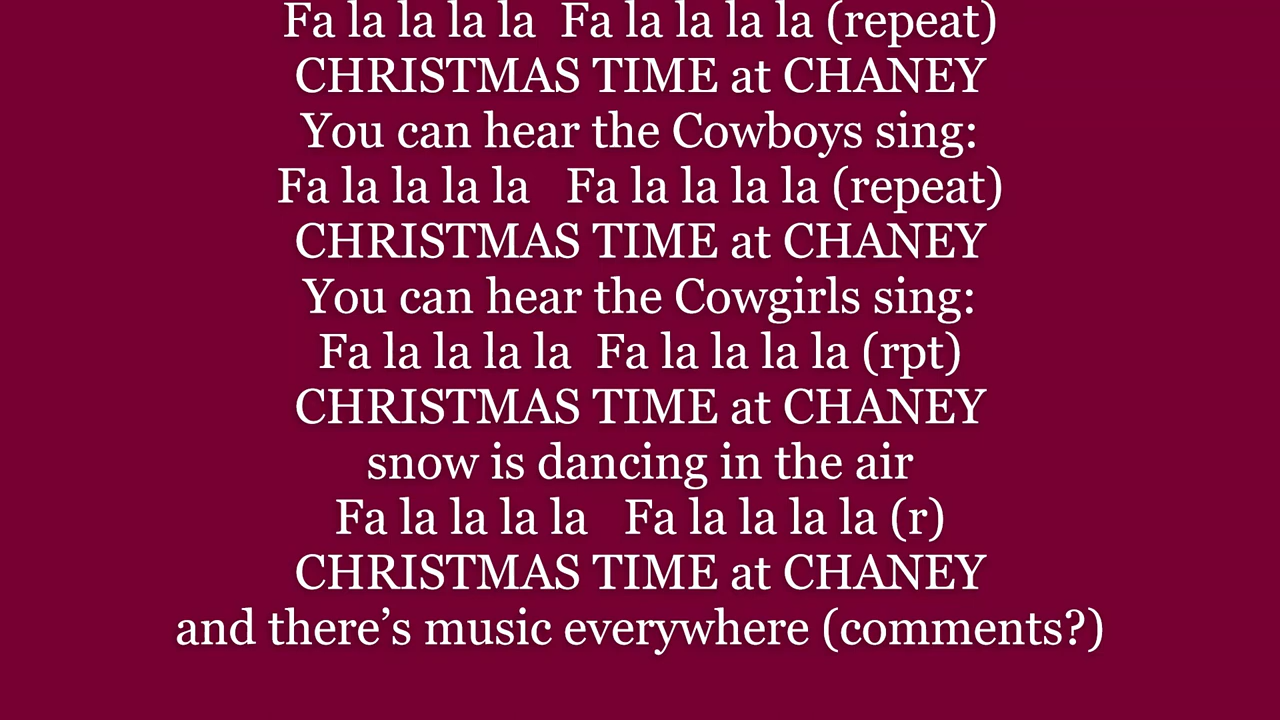 Fa la la la la  Fa la la la la (repeat)
CHRISTMAS TIME at CHANEY
You can hear the Cowboys sing:
Fa la la la la   Fa la la la la (repeat)
CHRISTMAS TIME at CHANEY
You can hear the Cowgirls sing:
Fa la la la la  Fa la la la la (rpt)
CHRISTMAS TIME at CHANEY
snow is dancing in the air
Fa la la la la   Fa la la la la (r)
CHRISTMAS TIME at CHANEY
and there’s music everywhere (comments?)